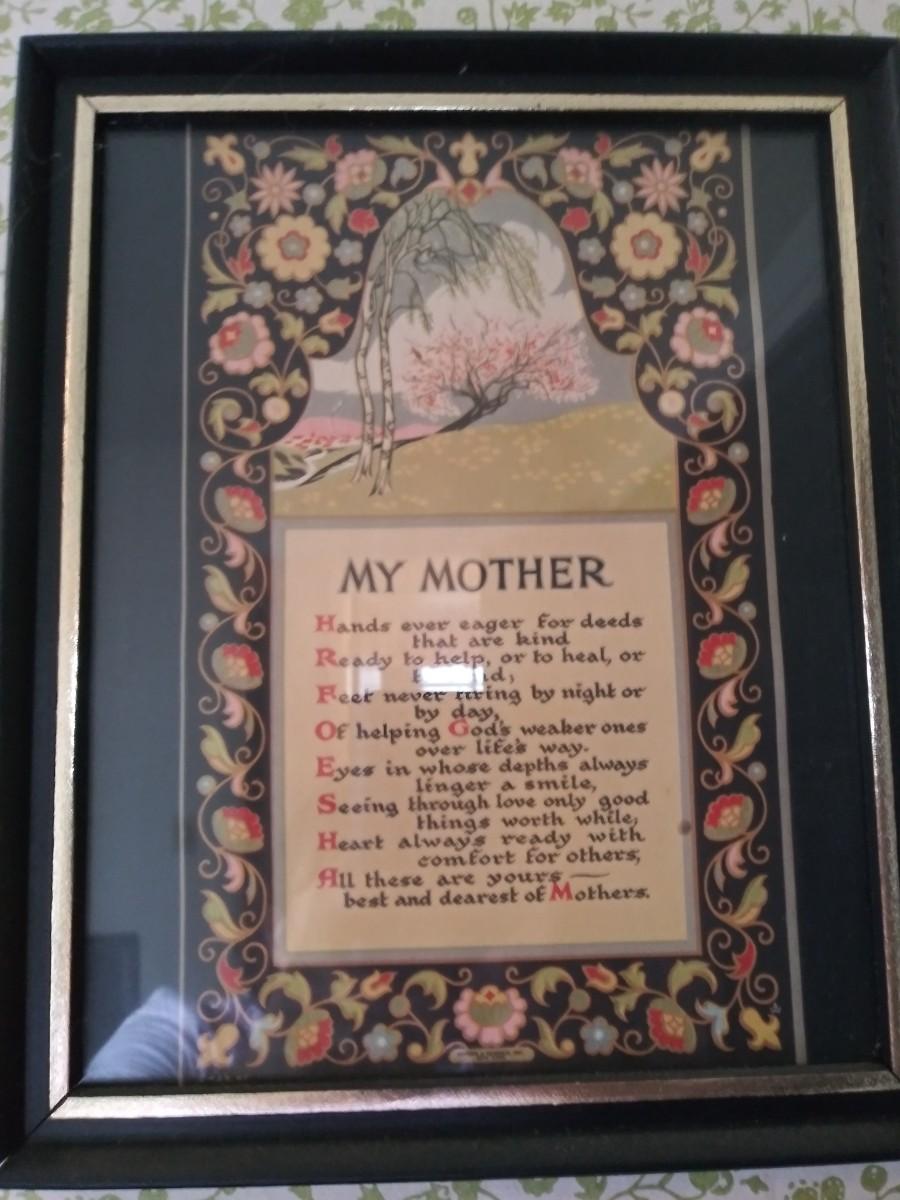 MY MOTHER
Hands ever eager for deeds
that are kind
Ready to help, or to heal, or
Feet never tiring by night or
by day,
Of helping God's weaker ones
over life's way.
Eyes in whose depths always
linger a smile,
Seeing through love only good
things worth while;
Heart always ready with
comfort for others;
All these are yours —
best and dearest of Mothers.